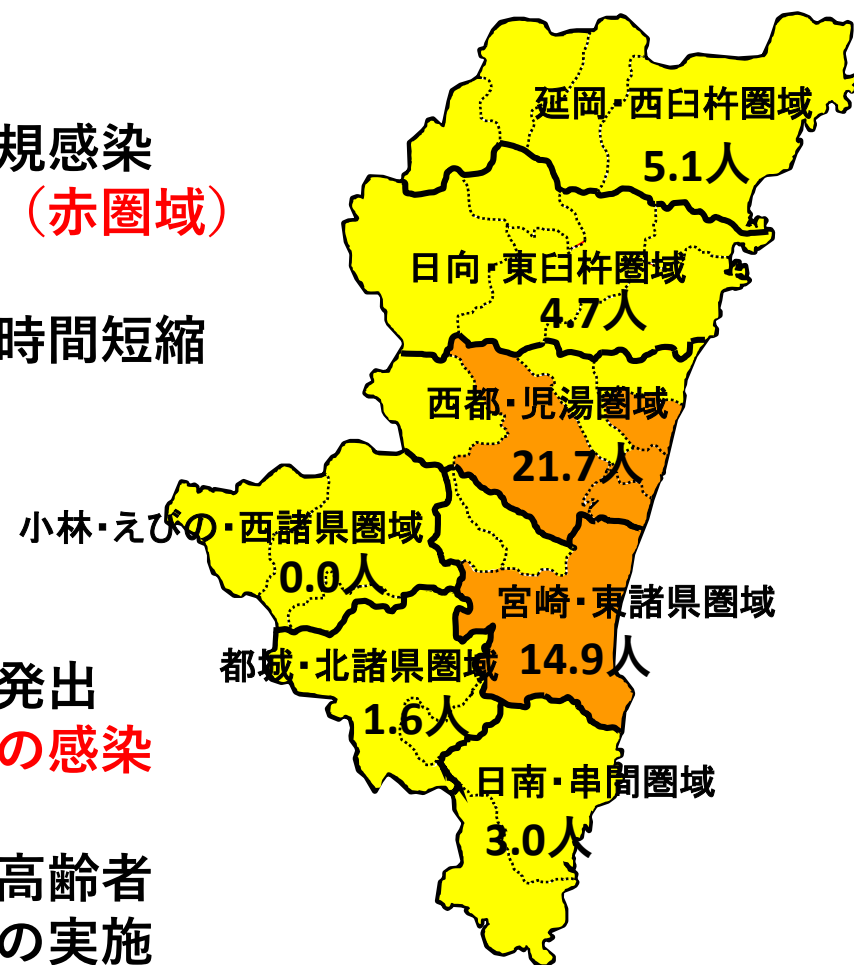 規感染
（赤圏域）
時間短縮
発出
の感染
高齢者
の実施
延岡・西臼杵圏域
5.1人
日向・東臼杵圏域
4.7人
西都・児湯圏域
21.7人
小林・えびの・西諸県圏域
0.0人
宮崎・東諸県圏域
14.9人
都城・北諸県圏域
1.6人
日南・串間圏域
3.0人